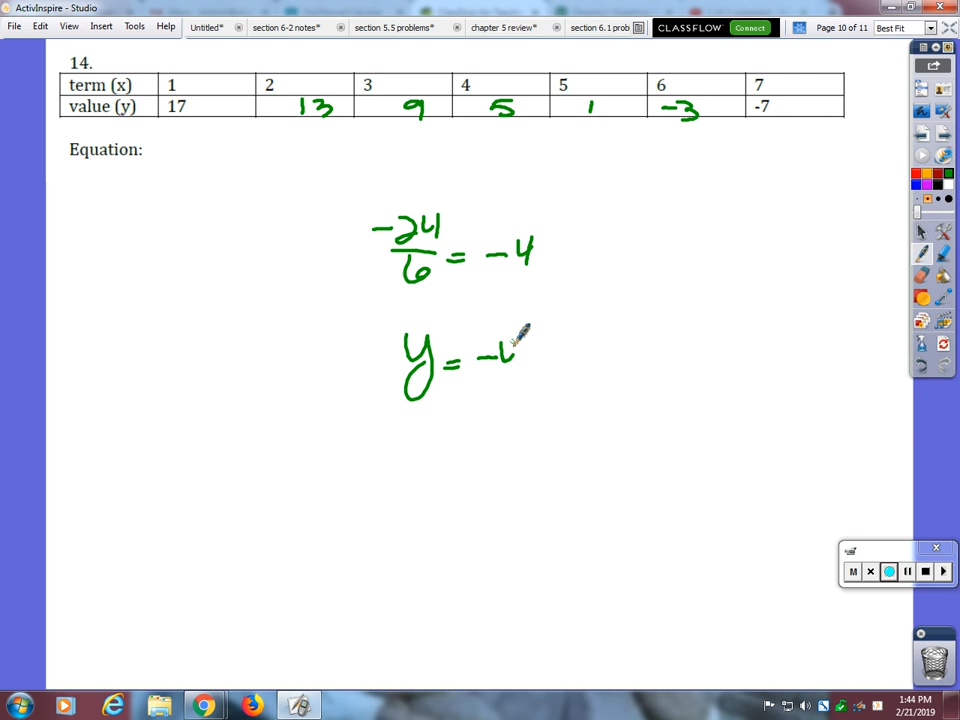 ActivInspire - Studio
File Edit View Insert Tools Help Untitled* section 6-2 notes* section 5.5 problems* chapter 5 review* section 6.1 prob CLASSFLOW Connect Page 10 of 11 Best Fit
14.
term (x) 1 2 3 4 5 6 7
value (y) 17 13 9 5 1 -3 -7
Equation:
-24
6 = -4
y = -4
M
1:44 PM
2/21/2019